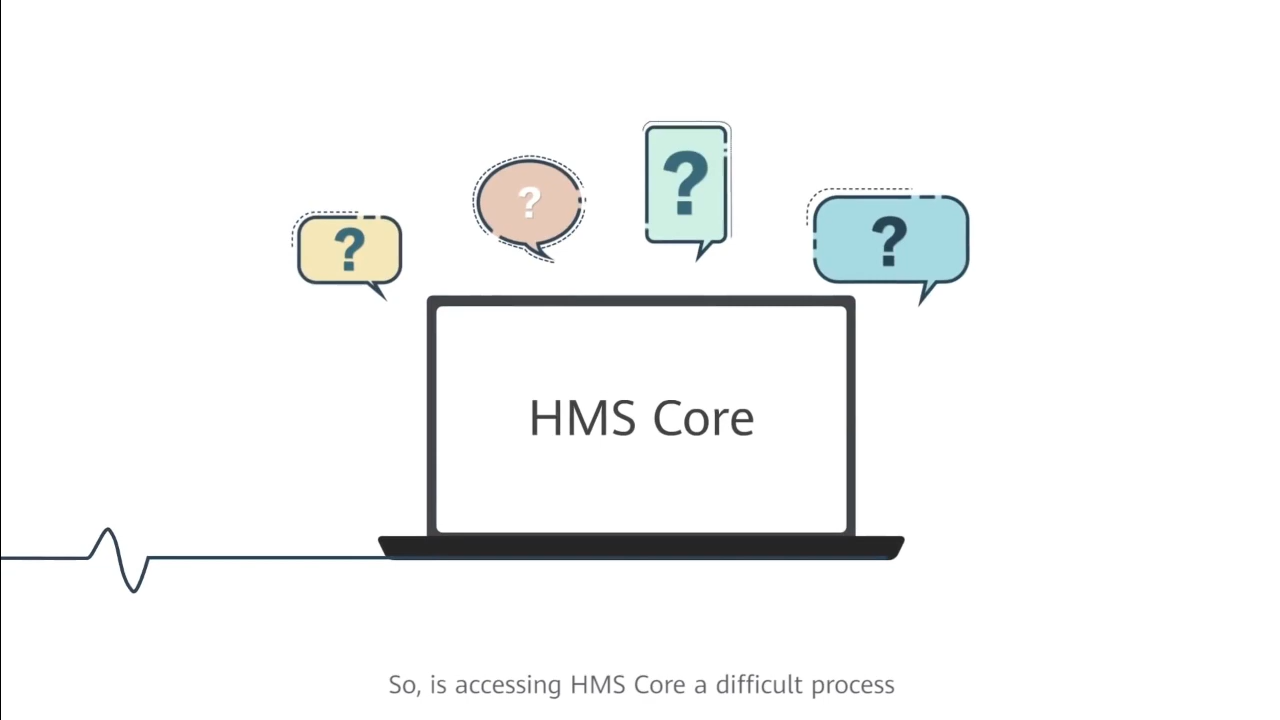 ? ? ? ?
HMS Core
So, is accessing HMS Core a difficult process